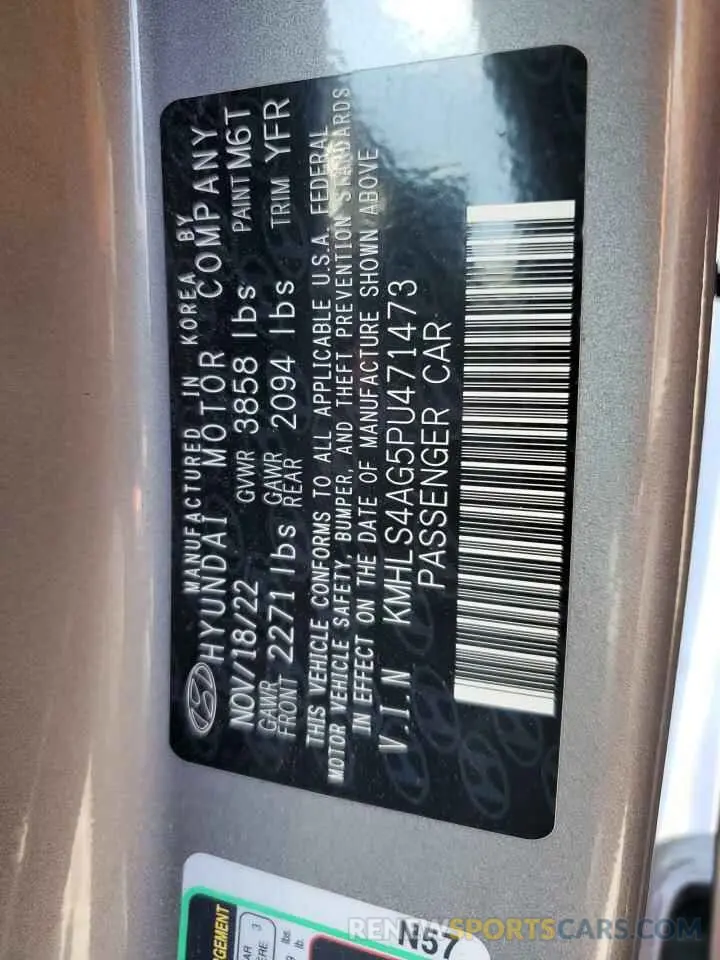 MANUFACTURED IN KOREA BY
HYUNDAI MOTOR COMPANY
NOV/18/22 GVWR 3858 lbs PAINT M6T
GAWR FRONT 2271 lbs GAWR REAR 2094 lbs TRIM YFR
THIS VEHICLE CONFORMS TO ALL APPLICABLE U.S.A. FEDERAL
MOTOR VEHICLE SAFETY, BUMPER, AND THEFT PREVENTION STANDARDS
IN EFFECT ON THE DATE OF MANUFACTURE SHOWN ABOVE
V.I.N KMHLS4AG5PU471473
PASSENGER CAR
N57
RENEWSPORTSCARS.COM